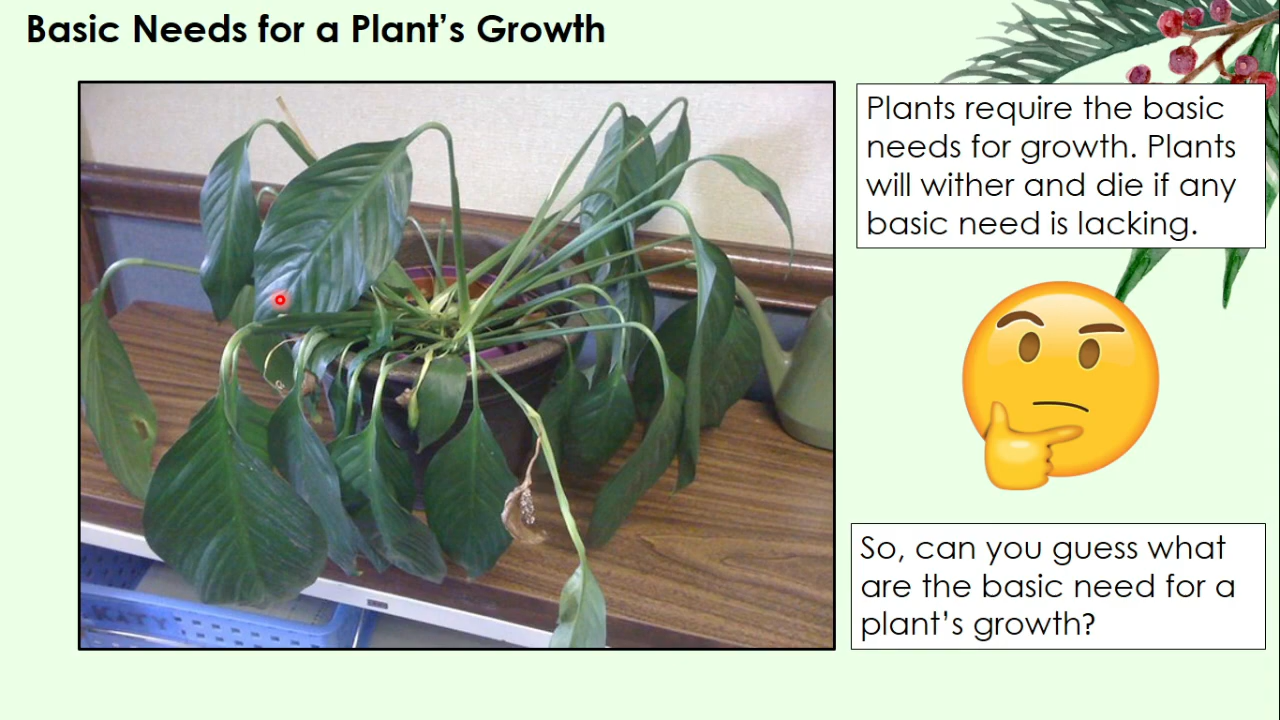 Basic Needs for a Plant’s Growth
Plants require the basic
needs for growth. Plants
will wither and die if any
basic need is lacking.
So, can you guess what
are the basic need for a
plant’s growth?
KATY